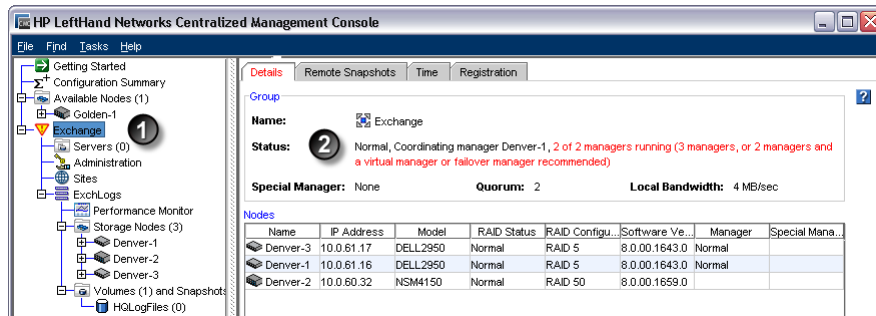 HP LeftHand Networks Centralized Management Console
File Find Tasks Help
Getting Started
Configuration Summary
Available Nodes (1)
Golden-1
Exchange
1
Servers (0)
Administration
Sites
ExchLogs
Performance Monitor
Storage Nodes (3)
Denver-1
Denver-2
Denver-3
Volumes (1) and Snapshots
HQLogFiles (0)
Details Remote Snapshots Time Registration
Group
?
Name: Exchange
2
Status: Normal, Coordinating manager Denver-1, 2 of 2 managers running (3 managers, or 2 managers and
a virtual manager or failover manager recommended)
Special Manager: None Quorum: 2 Local Bandwidth: 4 MB/sec
Nodes
Name IP Address Model RAID Status RAID Configu... Software Ve... Manager Special Mana...
Denver-3 10.0.61.17 DELL2950 Normal RAID 5 8.0.00.1643.0 Normal
Denver-1 10.0.61.16 DELL2950 Normal RAID 5 8.0.00.1643.0 Normal
Denver-2 10.0.60.32 NSM4150 Normal RAID 50 8.0.00.1659.0